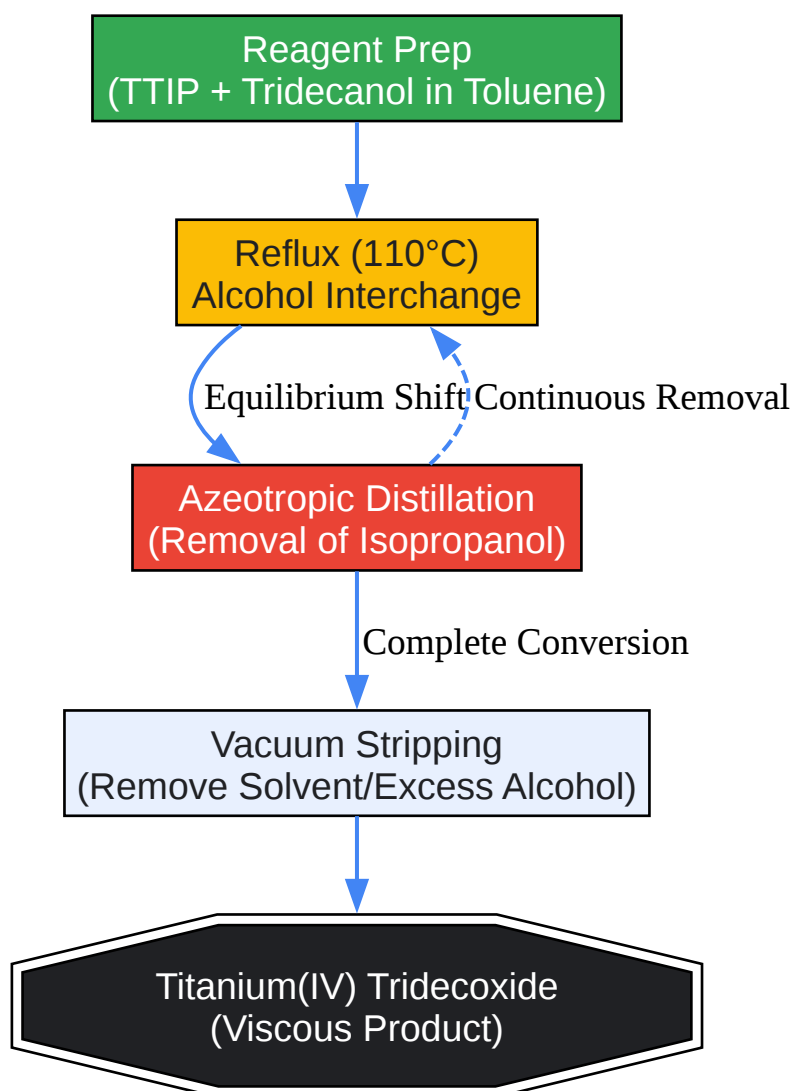 Reagent Prep
(TTIP + Tridecanol in Toluene)
Reflux (110°C)
Alcohol Interchange
Equilibrium Shift
Continuous Removal
Azeotropic Distillation
(Removal of Isopropanol)
Complete Conversion
Vacuum Stripping
(Remove Solvent/Excess Alcohol)
Titanium(IV) Tridecoxide
(Viscous Product)